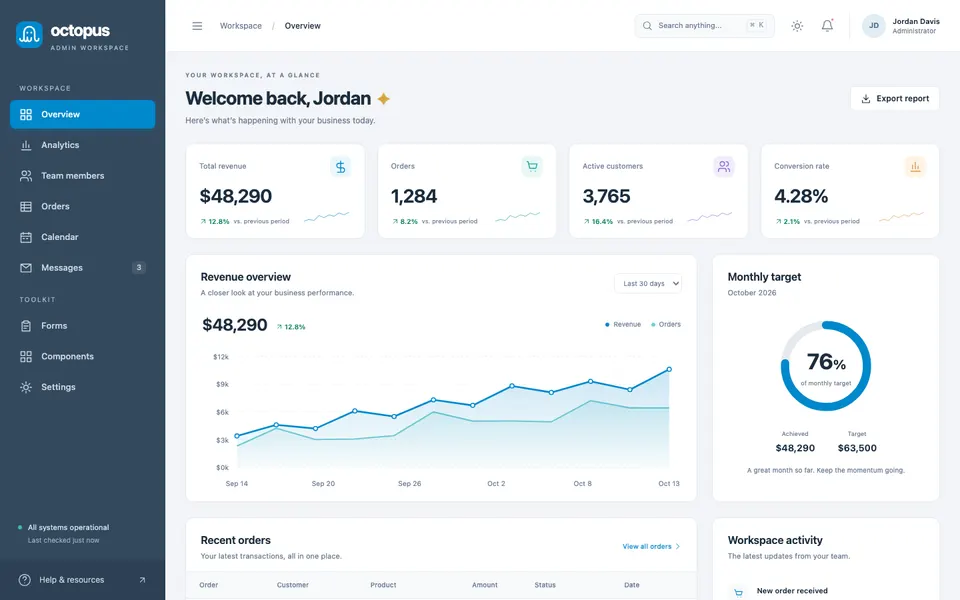 octopus
ADMIN WORKSPACE
WORKSPACE
Overview
Analytics
Team members
Orders
Calendar
Messages 3
TOOLKIT
Forms
Components
Settings
All systems operational
Last checked just now
Help & resources
Workspace / Overview
Search anything... ⌘ K
JD
Jordan Davis
Administrator
YOUR WORKSPACE, AT A GLANCE
Welcome back, Jordan
Here's what's happening with your business today.
Export report
Total revenue
$48,290
12.8% vs. previous period
Orders
1,284
8.2% vs. previous period
Active customers
3,765
16.4% vs. previous period
Conversion rate
4.28%
2.1% vs. previous period
Revenue overview
A closer look at your business performance.
Last 30 days
$48,290 12.8%
Revenue Orders
$12k
$9k
$6k
$3k
$0k
Sep 14 Sep 20 Sep 26 Oct 2 Oct 8 Oct 13
Monthly target
October 2026
76%
of monthly target
Achieved Target
$48,290 $63,500
A great month so far. Keep the momentum going.
Recent orders
Your latest transactions, all in one place.
View all orders
Order Customer Product Amount Status Date
Workspace activity
The latest updates from your team.
New order received